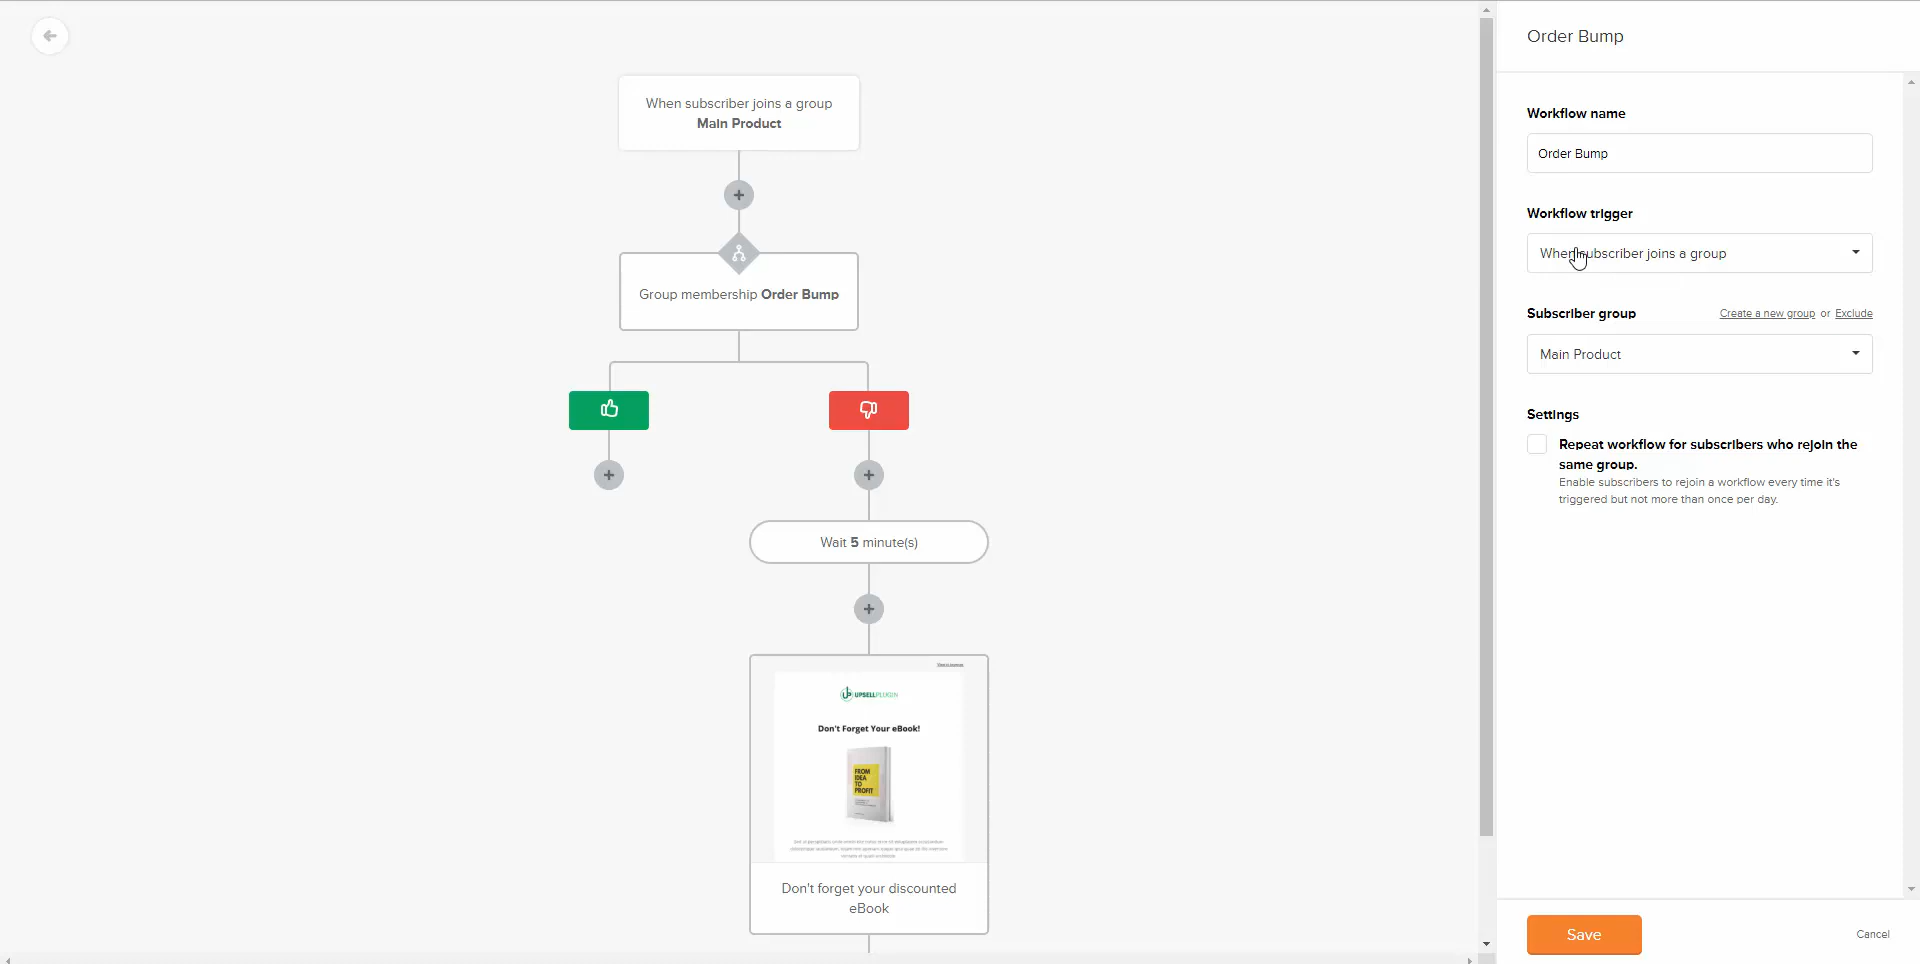 Order Bump
When subscriber joins a group
Main Product
Group membership Order Bump
Wait 5 minute(s)
UPSELLPLUGIN
Don't Forget Your eBook!
FROM
IDEA
TO
PROFIT
Don't forget your discounted
eBook
Workflow name
Order Bump
Workflow trigger
When subscriber joins a group
Subscriber group
Create a new group or Exclude
Main Product
Settings
Repeat workflow for subscribers who rejoin the
same group.
Enable subscribers to rejoin a workflow every time it's
triggered but not more than once per day.
Save
Cancel